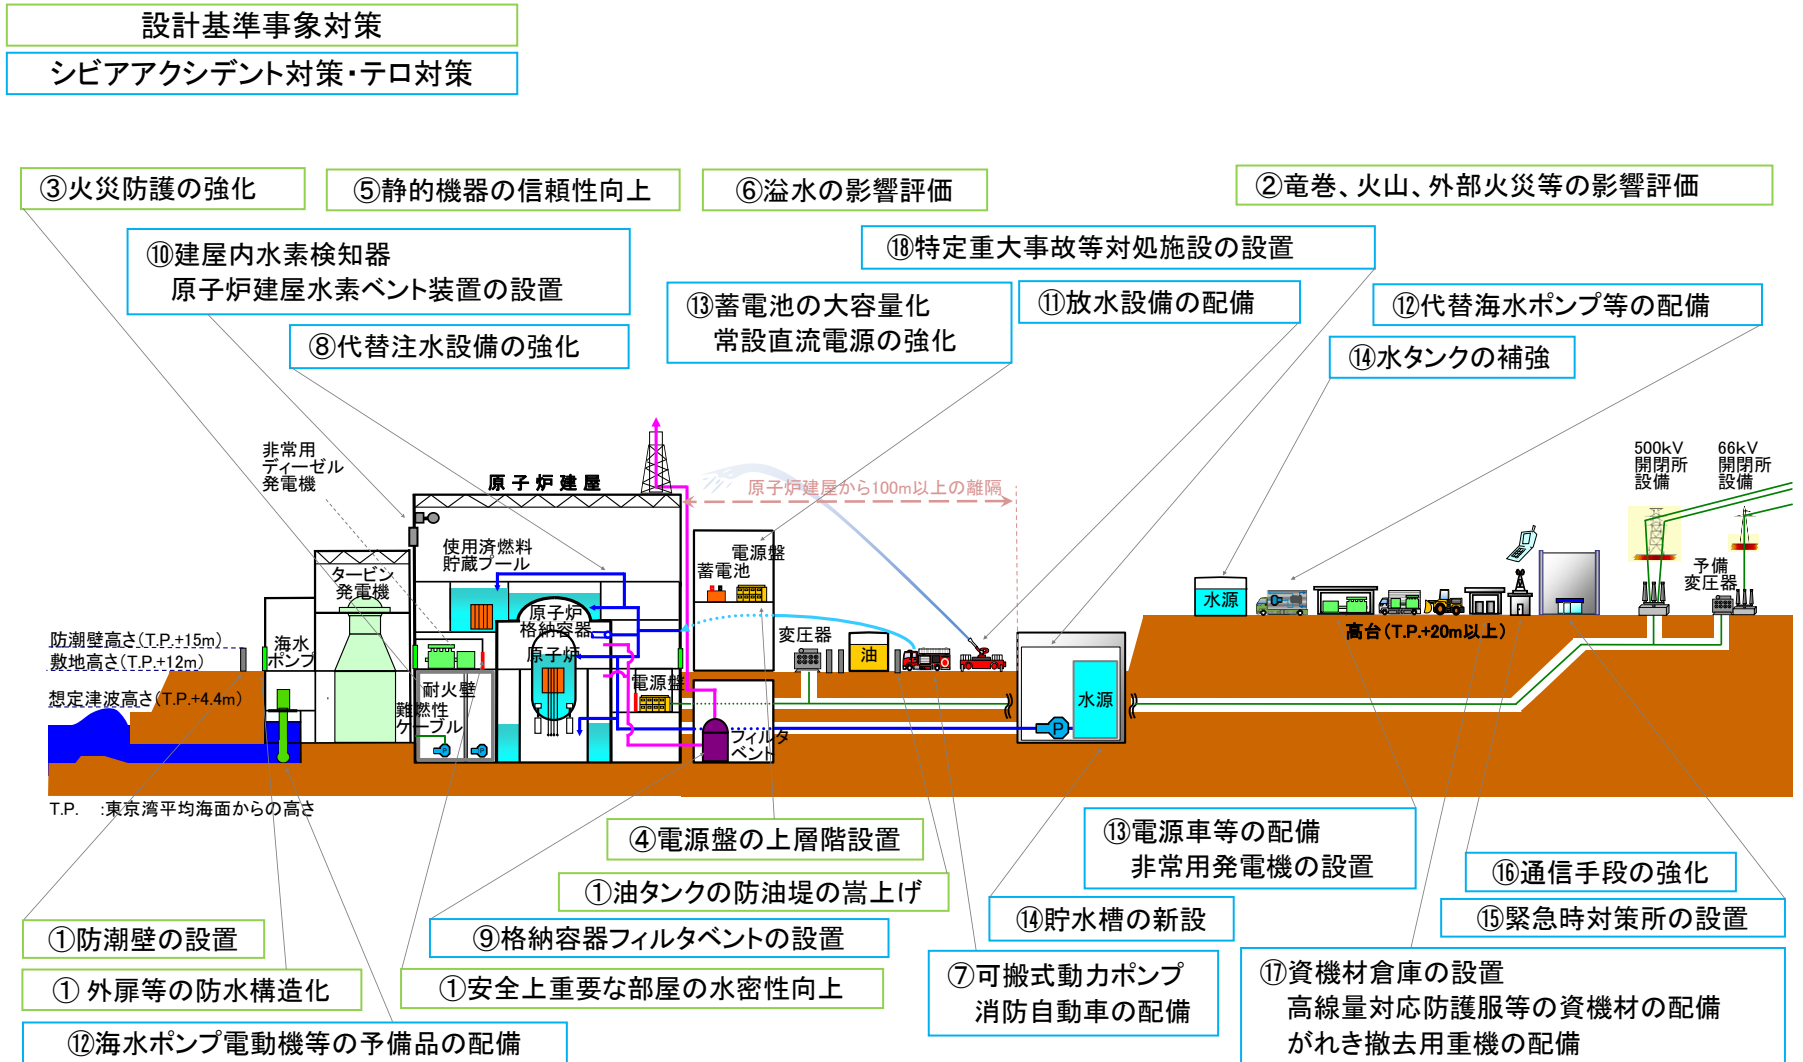 設計基準事象対策
シビアアクシデント対策・テロ対策
③火災防護の強化
⑤静的機器の信頼性向上
⑥溢水の影響評価
②竜巻、火山、外部火災等の影響評価
⑩建屋内水素検知器
原子炉建屋水素ベント装置の設置
⑱特定重大事故等対処施設の設置
⑬蓄電池の大容量化
常設直流電源の強化
⑪放水設備の配備
⑫代替海水ポンプ等の配備
⑧代替注水設備の強化
⑭水タンクの補強
非常用
ディーゼル
発電機
原子炉建屋
原子炉建屋から100m以上の離隔
500kV
開閉所
設備
66kV
開閉所
設備
使用済燃料
貯蔵プール
電源盤
蓄電池
タービン
発電機
予備
変圧器
水源
原子炉
格納容器
原子炉
変圧器
油
高台(T.P.+20m以上)
防潮壁高さ(T.P.+15m)
敷地高さ(T.P.+12m)
海水
ポンプ
想定津波高さ(T.P.+4.4m)
耐火壁
難燃性
ケーブル
電源盤
水源
P
P
P
フィルタ
ベント
T.P. :東京湾平均海面からの高さ
④電源盤の上層階設置
⑬電源車等の配備
非常用発電機の設置
①油タンクの防油堤の嵩上げ
⑯通信手段の強化
①防潮壁の設置
⑨格納容器フィルタベントの設置
⑭貯水槽の新設
⑮緊急時対策所の設置
① 外扉等の防水構造化
①安全上重要な部屋の水密性向上
⑦可搬式動力ポンプ
消防自動車の配備
⑰資機材倉庫の設置
高線量対応防護服等の資機材の配備
がれき撤去用重機の配備
⑫海水ポンプ電動機等の予備品の配備